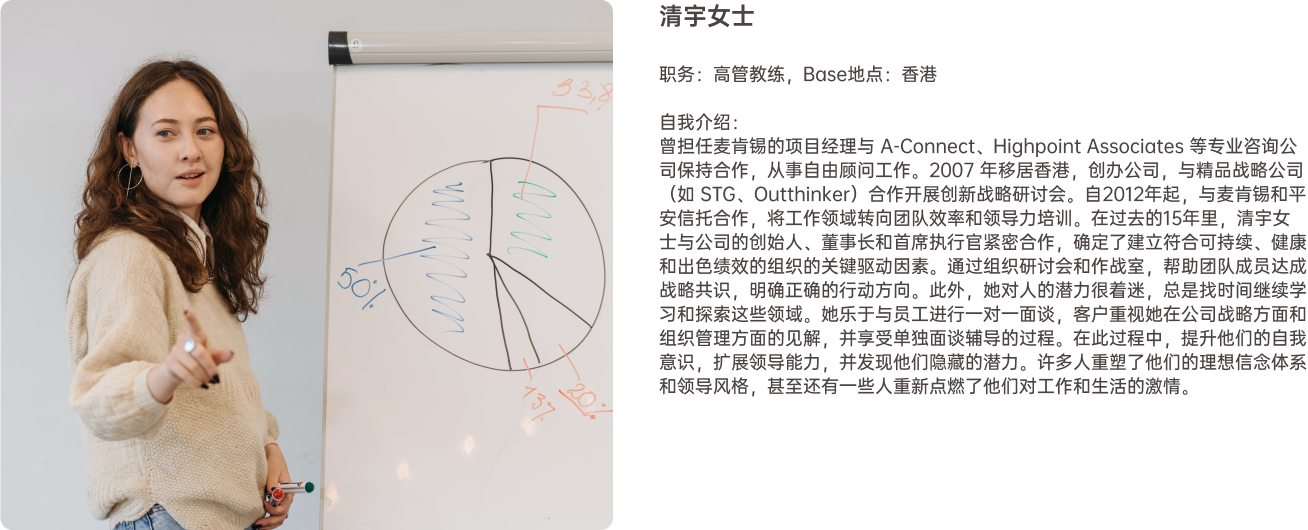 清宇女士
职务：高管教练，Base地点：香港
自我介绍：
曾担任麦肯锡的项目经理与 A-Connect、Highpoint Associates 等专业咨询公
司保持合作，从事自由顾问工作。2007 年移居香港，创办公司，与精品战略公司
（如 STG、Outthinker）合作开展创新战略研讨会。自2012年起，与麦肯锡和平
安信托合作，将工作领域转向团队效率和领导力培训。在过去的15年里，清宇女
士与公司的创始人、董事长和首席执行官紧密合作，确定了建立符合可持续、健康
和出色绩效的组织的关键驱动因素。通过组织研讨会和作战室，帮助团队成员达成
战略共识，明确正确的行动方向。此外，她对人的潜力很着迷，总是找时间继续学
习和探索这些领域。她乐于与员工进行一对一面谈，客户重视她在公司战略方面和
组织管理方面的见解，并享受单独面谈辅导的过程。在此过程中，提升他们的自我
意识，扩展领导能力，并发现他们隐藏的潜力。许多人重塑了他们的理想信念体系
和领导风格，甚至还有一些人重新点燃了他们对工作和生活的激情。
33,8
50%
13%
20%